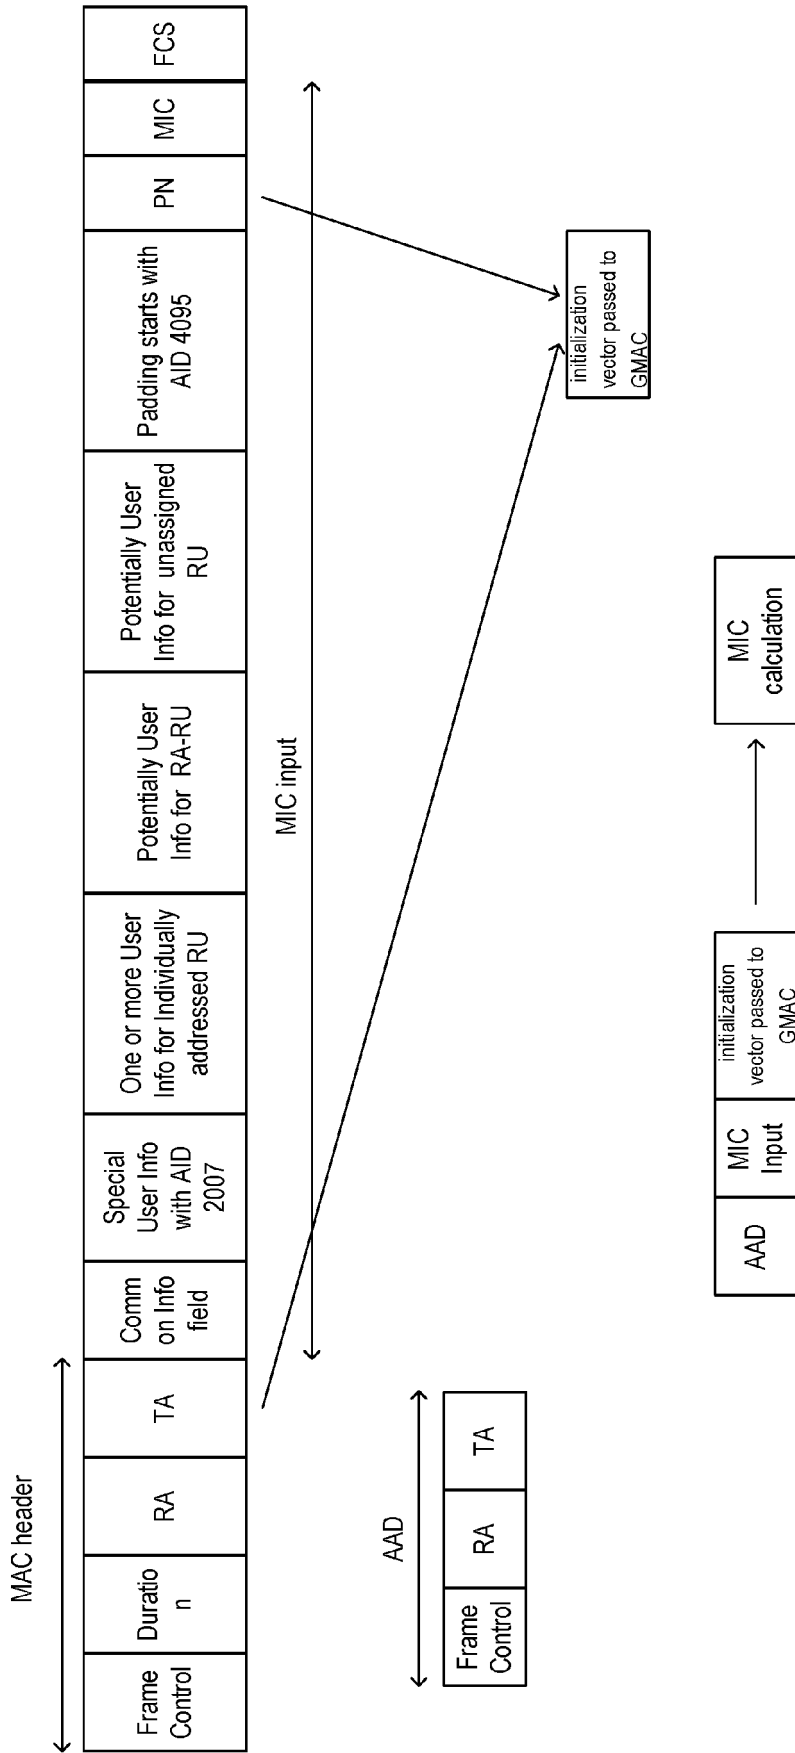 MAC header
Frame
Control
Duratio
n
RA
TA
Comm
on Info
field
Special
User Info
with AID
2007
One or more User
Info for Individually
addressed RU
Potentially User
Info for RA-RU
Potentially User
Info for unassigned
RU
Padding starts with
AID 4095
PN
MIC
FCS
MIC input
AAD
Frame
Control
RA
TA
initialization
vector passed to
GMAC
AAD
MIC
Input
initialization
vector passed to
GMAC
MIC
calculation